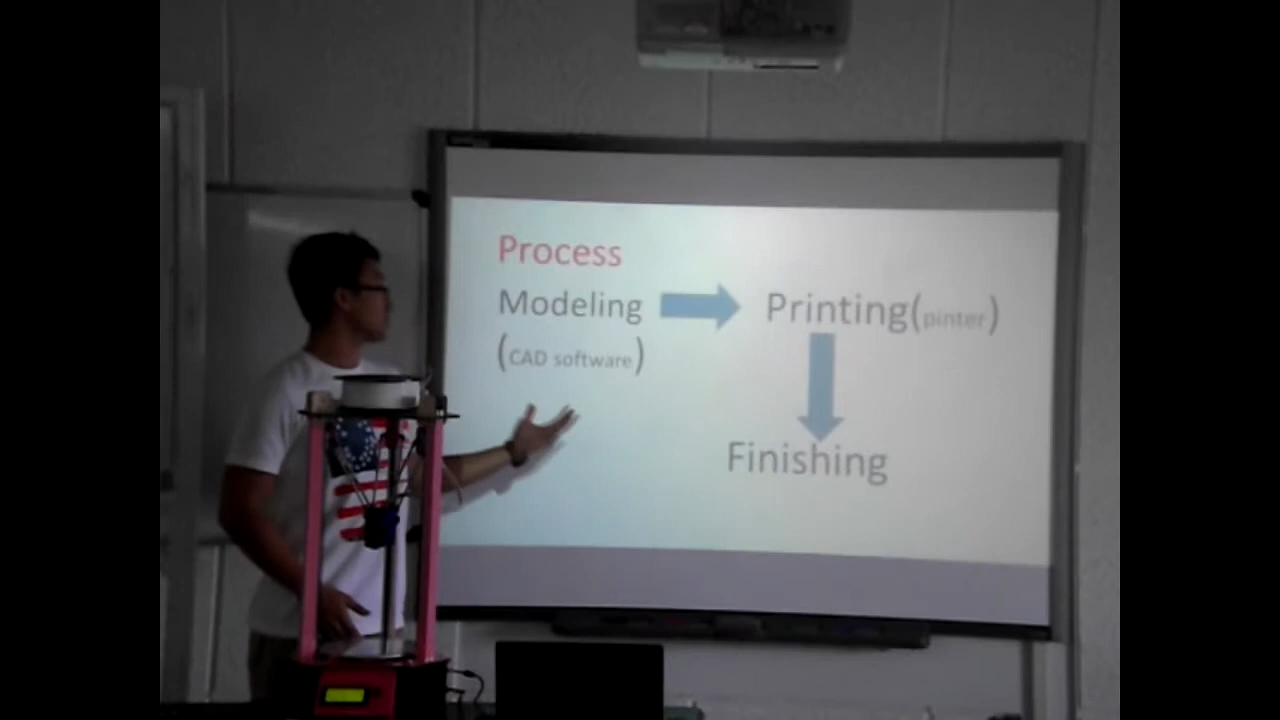 Process
Modeling
(CAD software)
Printing(pinter)
Finishing